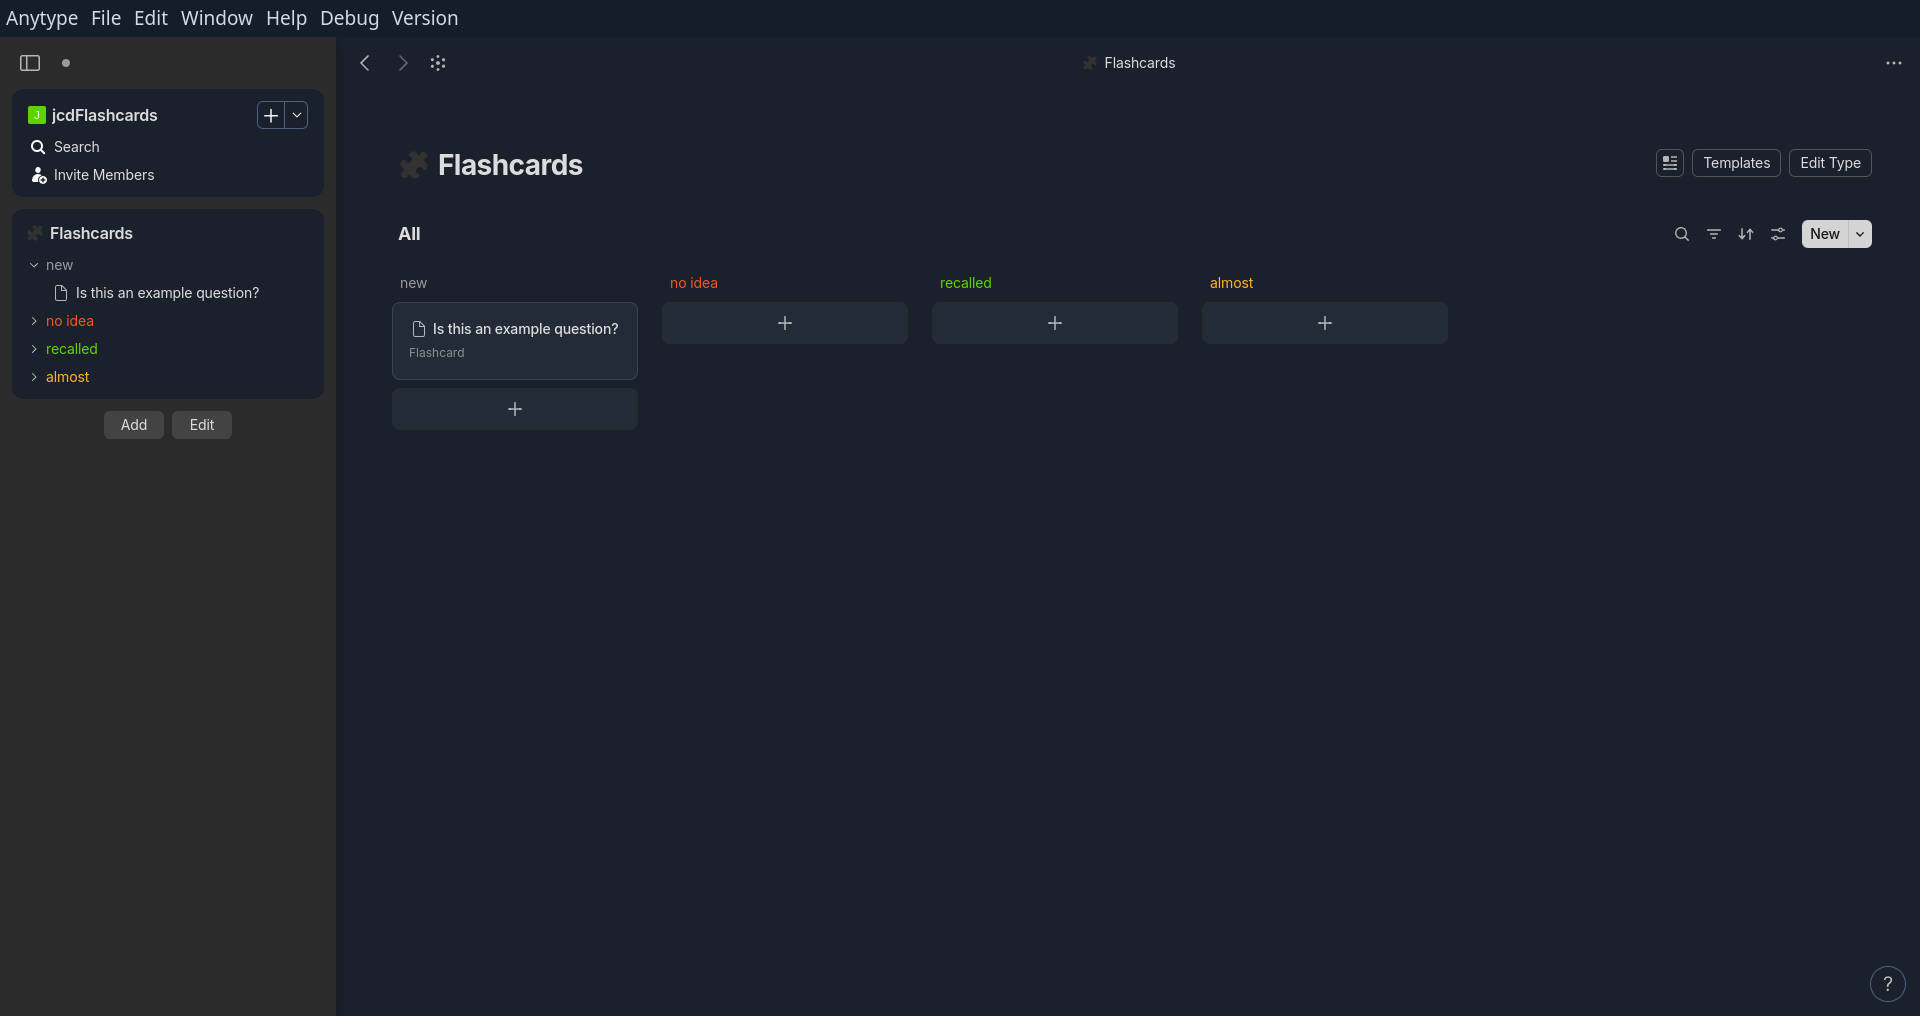 Anytype File Edit Window Help Debug Version
Flashcards
J jcdFlashcards
Search
Invite Members
Flashcards
new
Is this an example question?
no idea
recalled
almost
Add Edit
Flashcards
Templates Edit Type
All
New
new no idea recalled almost
Is this an example question?
Flashcard
?